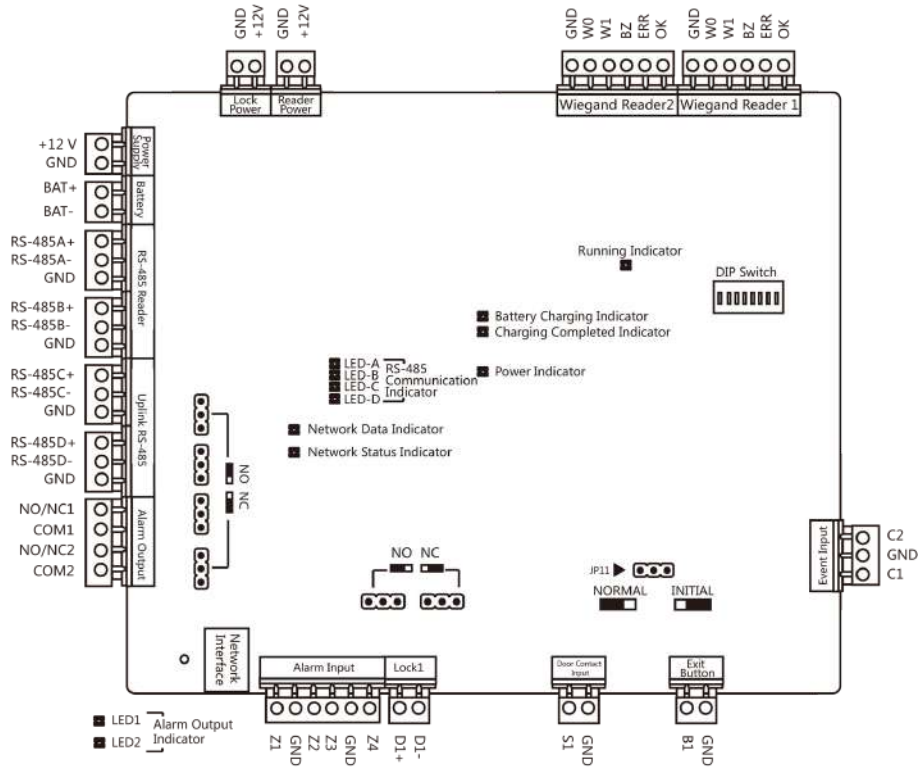 GND
+12V
GND
+12V
Lock
Power
Reader
Power
GND
W0
W1
BZ
ERR
OK
GND
W0
W1
BZ
ERR
OK
Wiegand Reader2
Wiegand Reader 1
+12 V
GND
Power
Supply
BAT+
BAT-
Battery
RS-485A+
RS-485A-
GND
RS-485B+
RS-485B-
GND
RS-485 Reader
RS-485C+
RS-485C-
GND
RS-485D+
RS-485D-
GND
Uplink RS-485
NO/NC1
COM1
NO/NC2
COM2
Alarm Output
Running Indicator
DIP Switch
Battery Charging Indicator
Charging Completed Indicator
Power Indicator
LED-A
LED-B
LED-C
LED-D
RS-485
Communication
Indicator
Network Data Indicator
Network Status Indicator
NO
NC
NO NC
JP11
NORMAL
INITIAL
Event Input
C2
GND
C1
Network
Interface
Alarm Input
Lock1
Door Contact
Input
Exit
Button
Z1
GND
Z2
Z3
GND
Z4
D1+
D1-
S1
GND
B1
GND
LED1
LED2
Alarm Output
Indicator